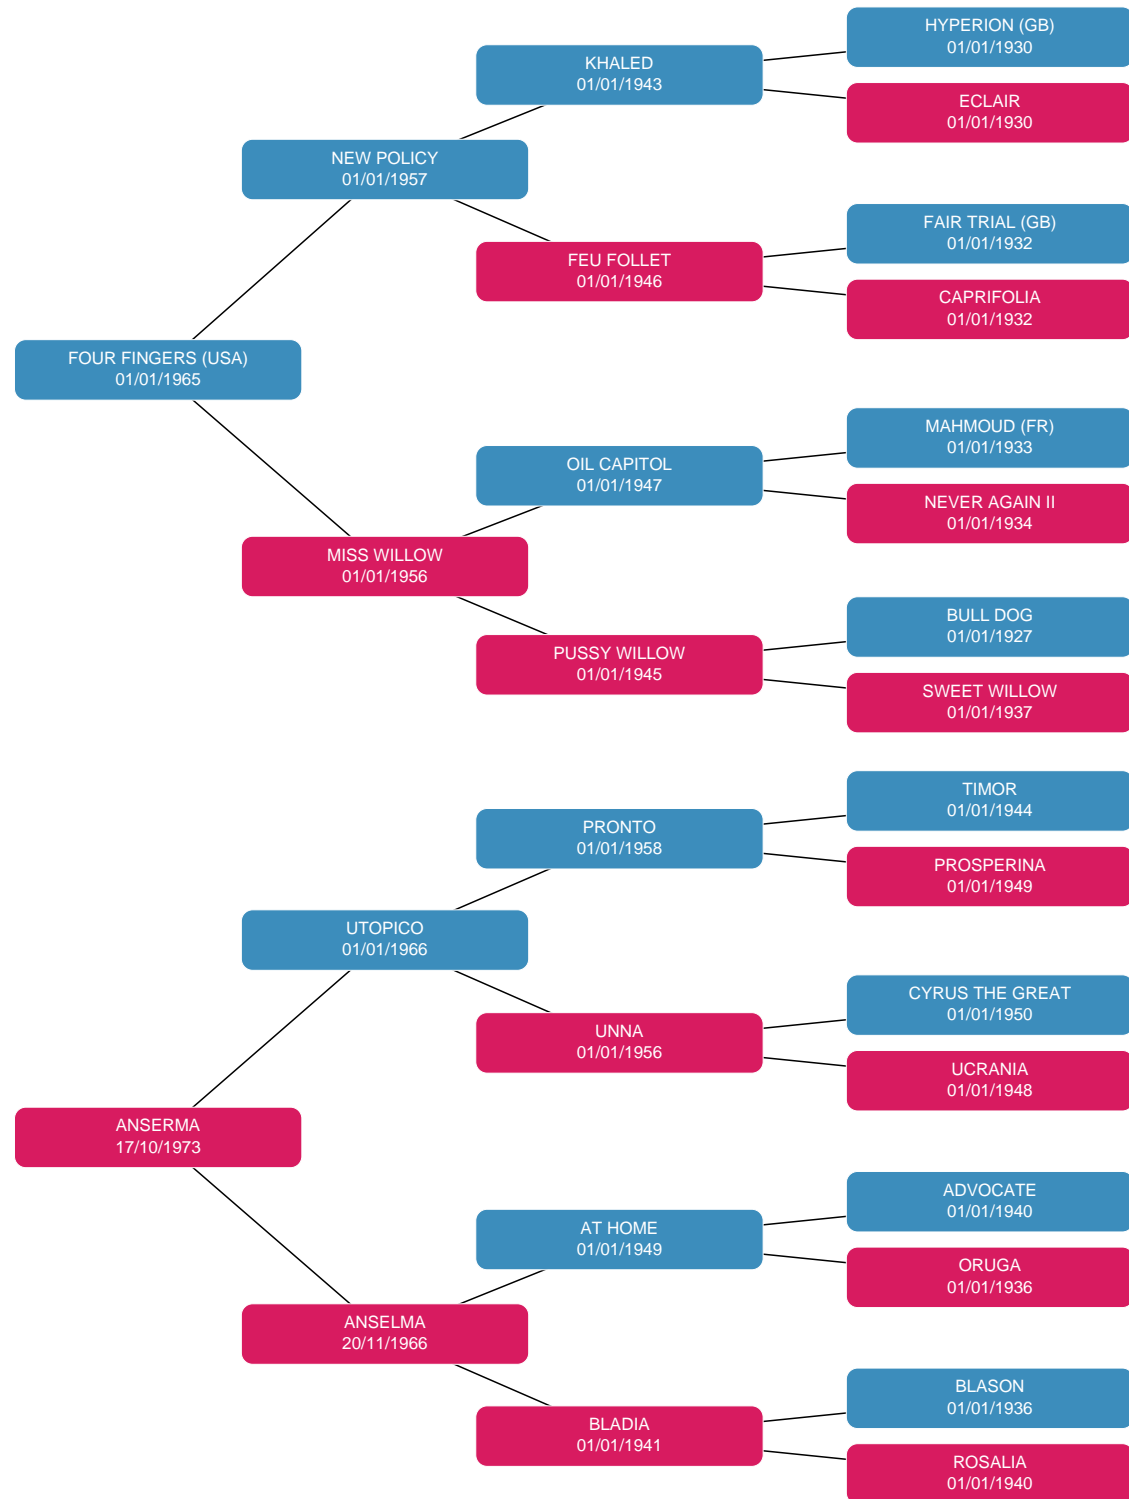 HYPERION (GB)
01/01/1930
KHALED
01/01/1943
ECLAIR
01/01/1930
NEW POLICY
01/01/1957
FAIR TRIAL (GB)
01/01/1932
FEU FOLLET
01/01/1946
CAPRIFOLIA
01/01/1932
FOUR FINGERS (USA)
01/01/1965
MAHMOUD (FR)
01/01/1933
OIL CAPITOL
01/01/1947
NEVER AGAIN II
01/01/1934
MISS WILLOW
01/01/1956
BULL DOG
01/01/1927
PUSSY WILLOW
01/01/1945
SWEET WILLOW
01/01/1937
TIMOR
01/01/1944
PRONTO
01/01/1958
PROSPERINA
01/01/1949
UTOPICO
01/01/1966
CYRUS THE GREAT
01/01/1950
UNNA
01/01/1956
UCRANIA
01/01/1948
ANSERMA
17/10/1973
ADVOCATE
01/01/1940
AT HOME
01/01/1949
ORUGA
01/01/1936
ANSELMA
20/11/1966
BLASON
01/01/1936
BLADIA
01/01/1941
ROSALIA
01/01/1940